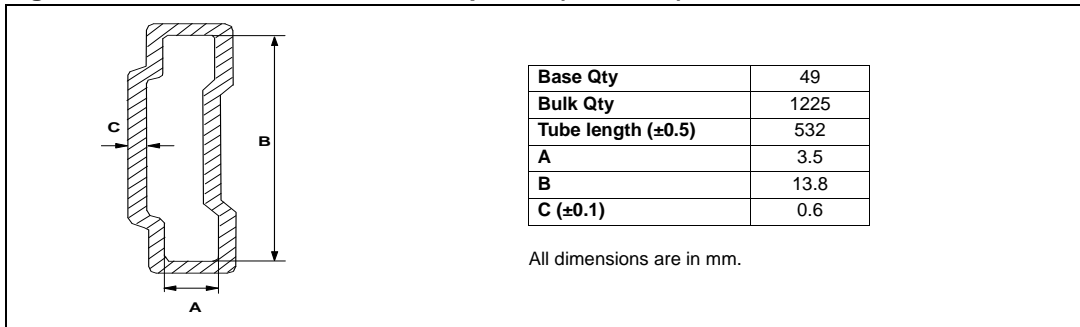 C
B
A
Base Qty 49
Bulk Qty 1225
Tube length (±0.5) 532
A 3.5
B 13.8
C (±0.1) 0.6
All dimensions are in mm.